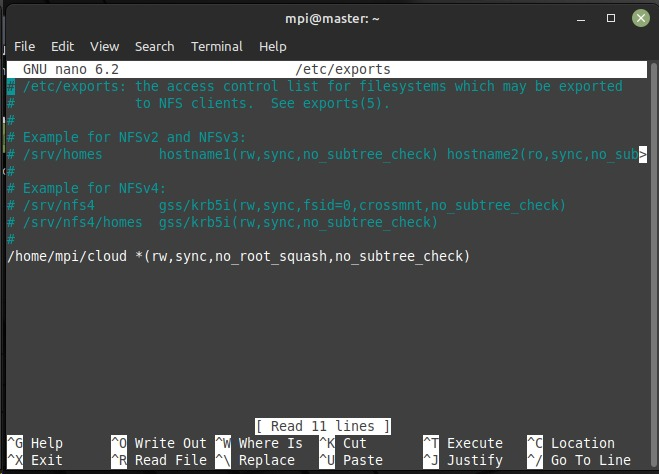 mpi@master: ~
File Edit View Search Terminal Help
GNU nano 6.2 /etc/exports
# /etc/exports: the access control list for filesystems which may be exported
# to NFS clients. See exports(5).
#
# Example for NFSv2 and NFSv3:
# /srv/homes hostname1(rw,sync,no_subtree_check) hostname2(ro,sync,no_sub>
#
# Example for NFSv4:
# /srv/nfs4 gss/krb5i(rw,sync,fsid=0,crossmnt,no_subtree_check)
# /srv/nfs4/homes gss/krb5i(rw,sync,no_subtree_check)
#
/home/mpi/cloud *(rw,sync,no_root_squash,no_subtree_check)
[ Read 11 lines ]
^G Help ^O Write Out ^W Where Is ^K Cut ^T Execute ^C Location
^X Exit ^R Read File ^\ Replace ^U Paste ^J Justify ^/ Go To Line